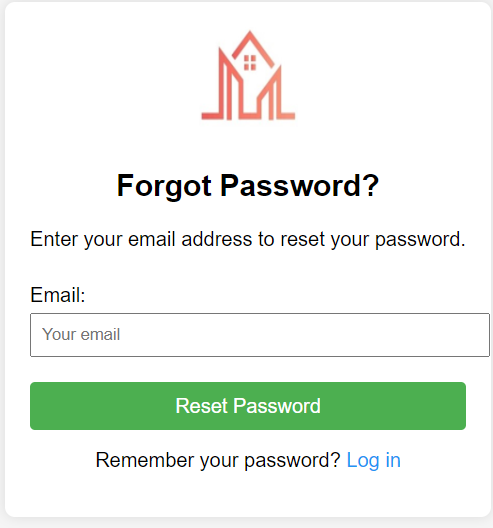 Forgot Password?
Enter your email address to reset your password.
Email:
Your email
Reset Password
Remember your password? Log in